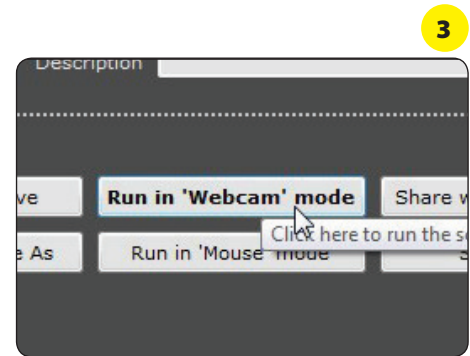 3
Description
ve Run in 'Webcam' mode Share w
Click here to run the s
e As Run in 'Mouse' mode